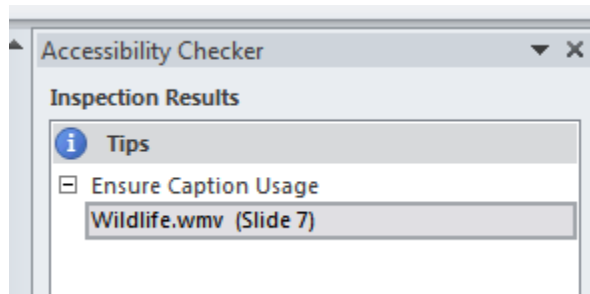 Accessibility Checker
Inspection Results
Tips
Ensure Caption Usage
Wildlife.wmv (Slide 7)